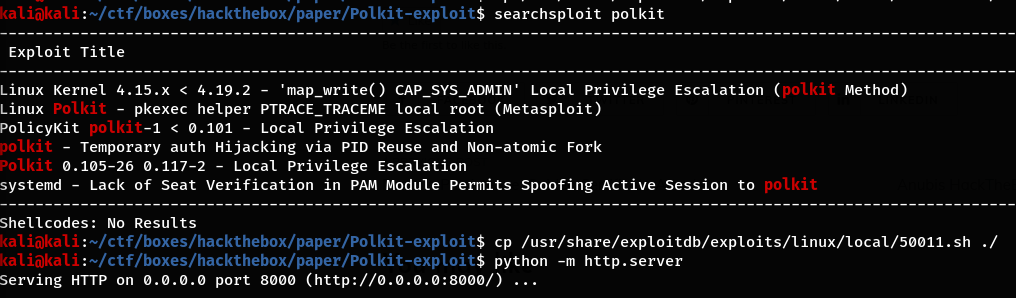 kali@kali:~/ctf/boxes/hackthebox/paper/Polkit-exploit$ searchsploit polkit
---------------------------------------------------------------------------------------------------------------------
 Exploit Title
---------------------------------------------------------------------------------------------------------------------
Linux Kernel 4.15.x < 4.19.2 - 'map_write() CAP_SYS_ADMIN' Local Privilege Escalation (polkit Method)
Linux Polkit - pkexec helper PTRACE_TRACEME local root (Metasploit)
PolicyKit polkit-1 < 0.101 - Local Privilege Escalation
polkit - Temporary auth Hijacking via PID Reuse and Non-atomic Fork
Polkit 0.105-26 0.117-2 - Local Privilege Escalation
systemd - Lack of Seat Verification in PAM Module Permits Spoofing Active Session to polkit
---------------------------------------------------------------------------------------------------------------------
Shellcodes: No Results
kali@kali:~/ctf/boxes/hackthebox/paper/Polkit-exploit$ cp /usr/share/exploitdb/exploits/linux/local/50011.sh ./
kali@kali:~/ctf/boxes/hackthebox/paper/Polkit-exploit$ python -m http.server
Serving HTTP on 0.0.0.0 port 8000 (http://0.0.0.0:8000/) ...